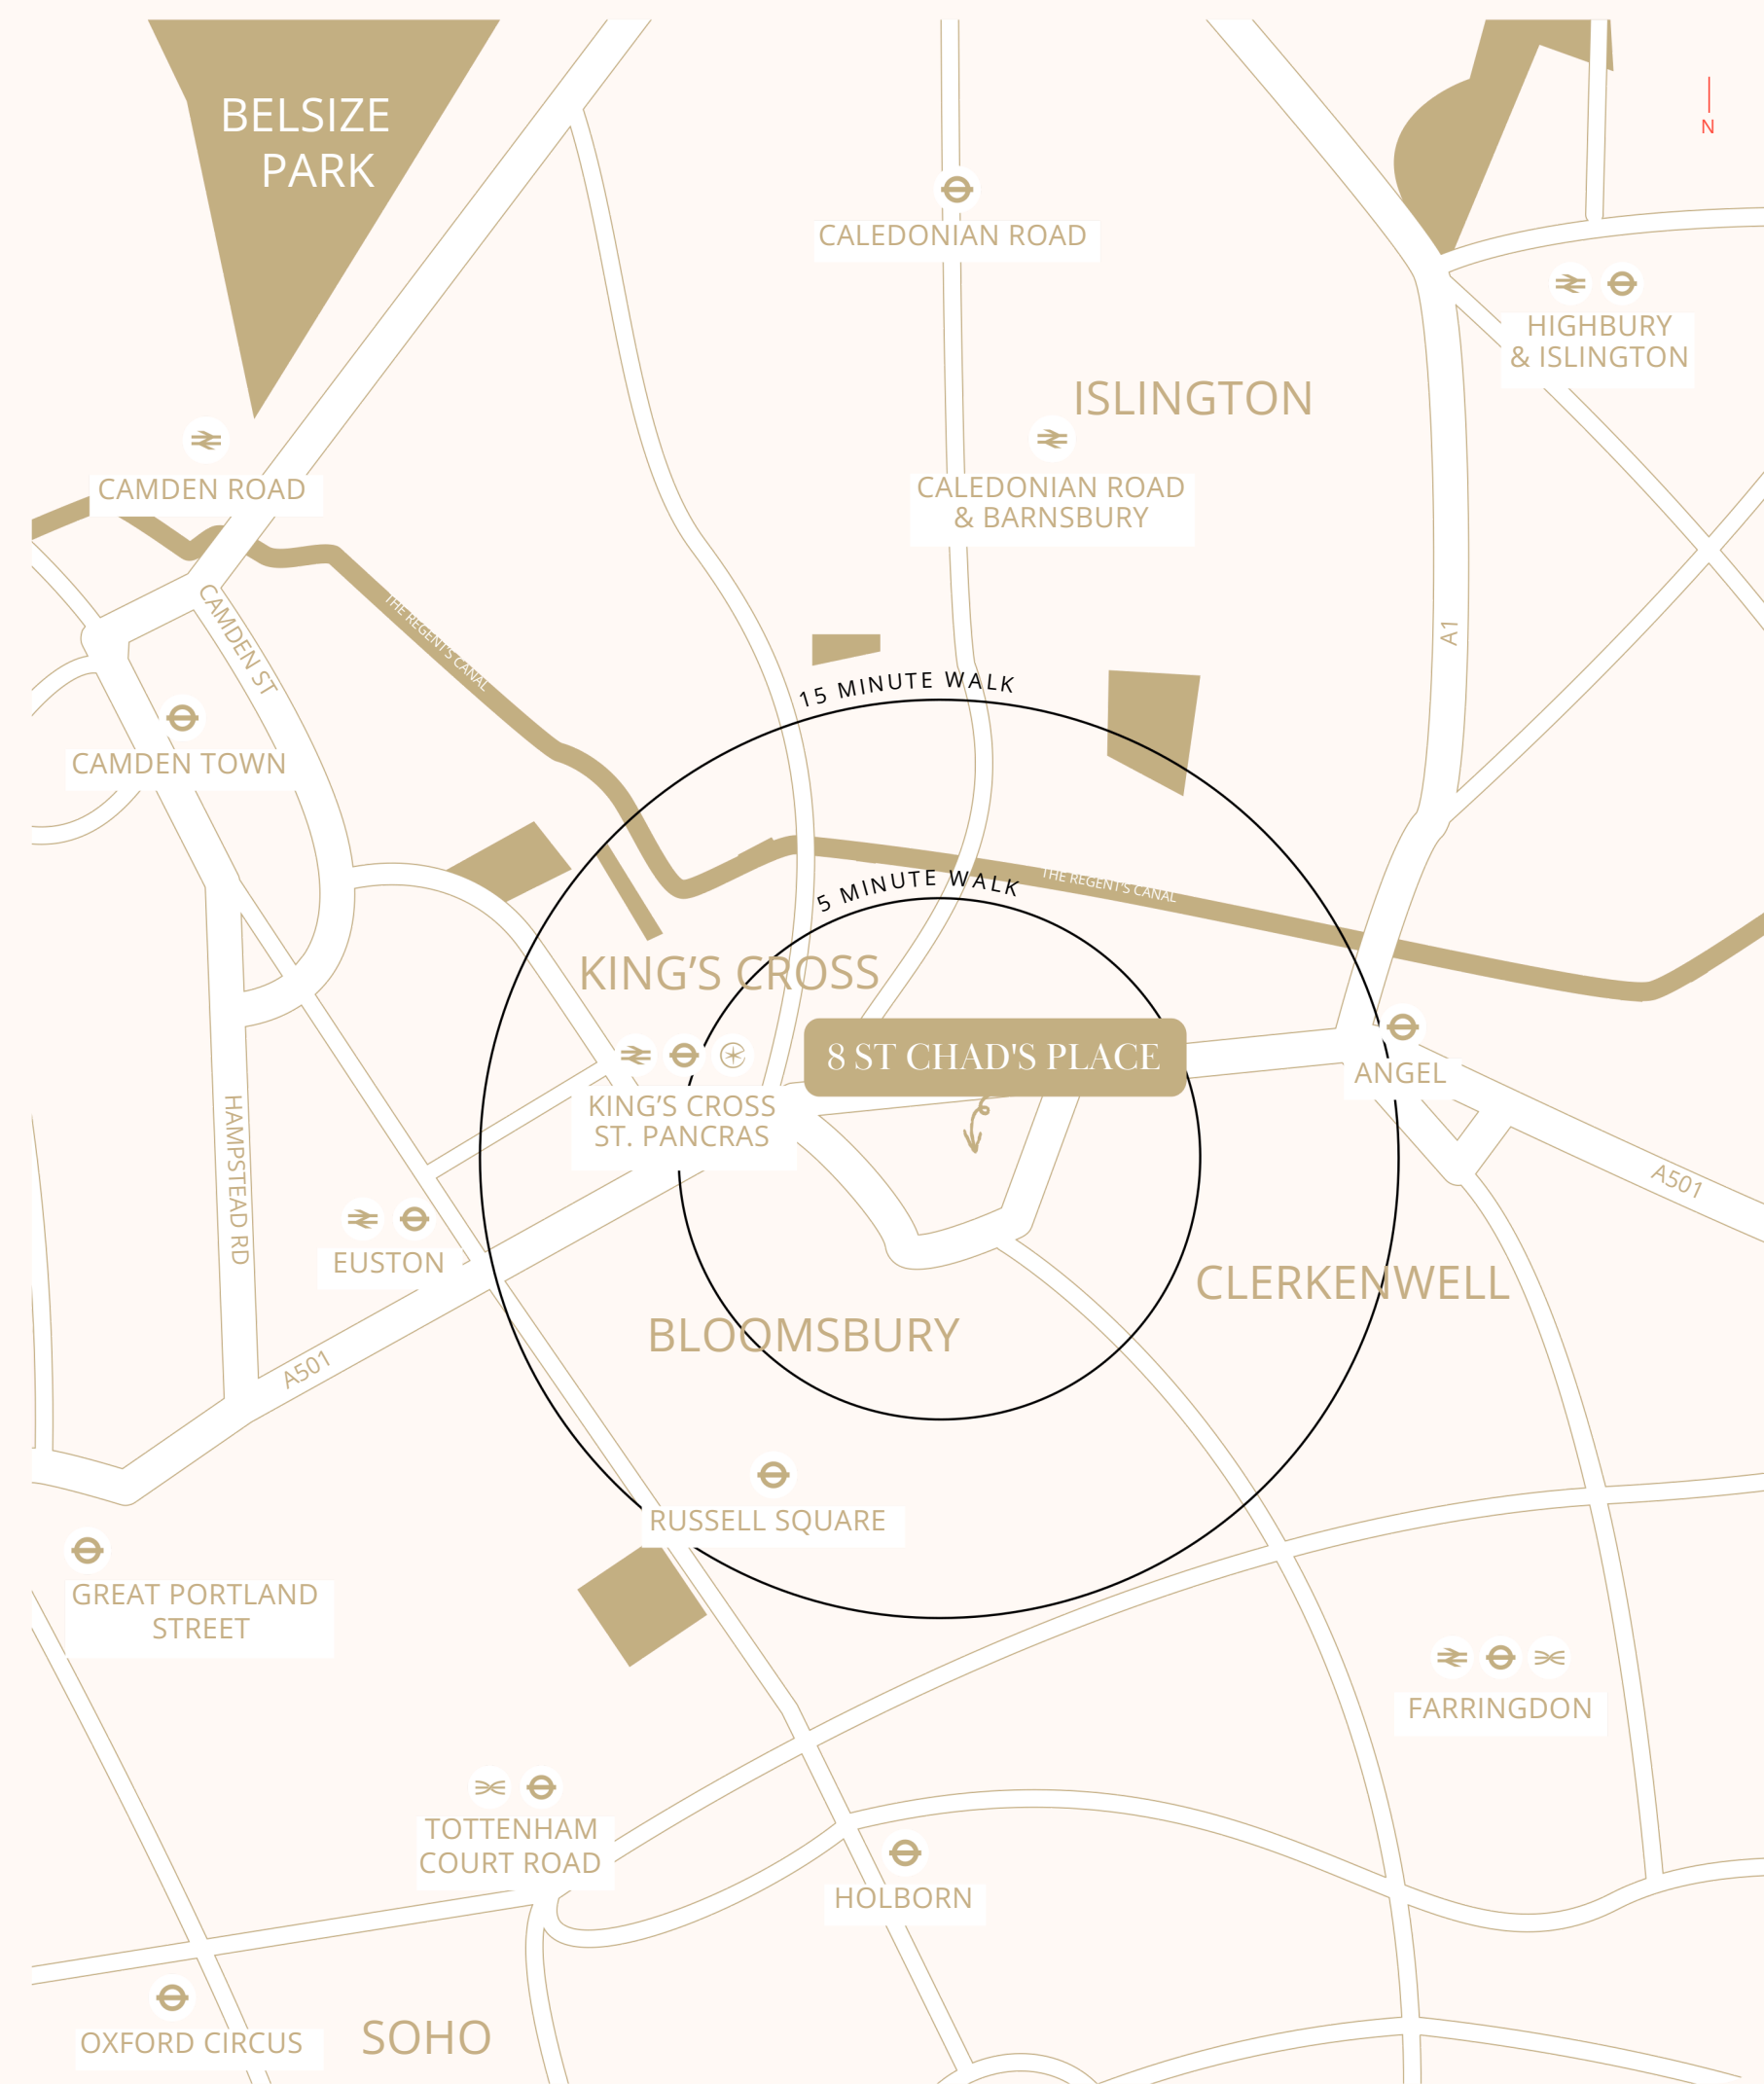 BELSIZE
PARK
N
CALEDONIAN ROAD
HIGHBURY
& ISLINGTON
ISLINGTON
CAMDEN ROAD
CALEDONIAN ROAD
& BARNSBURY
CAMDEN ST
THE REGENT'S CANAL
A1
15 MINUTE WALK
CAMDEN TOWN
5 MINUTE WALK
THE REGENT'S CANAL
KING’S CROSS
8 ST CHAD'S PLACE
ANGEL
KING’S CROSS
ST. PANCRAS
HAMPSTEAD RD
A501
EUSTON
CLERKENWELL
BLOOMSBURY
A501
RUSSELL SQUARE
GREAT PORTLAND
STREET
FARRINGDON
TOTTENHAM
COURT ROAD
HOLBORN
SOHO
OXFORD CIRCUS